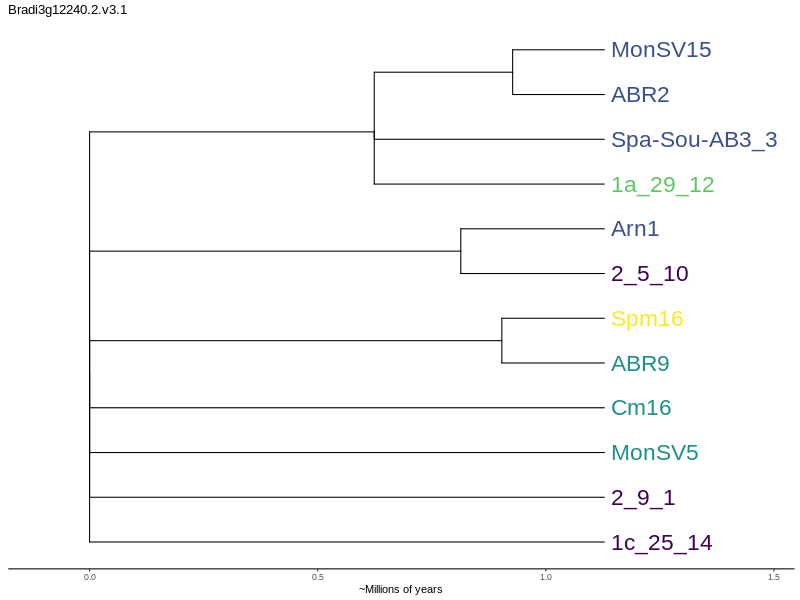 Bradi3g12240.2.v3.1
MonSV15
ABR2
Spa-Sou-AB3_3
1a_29_12
Arn1
2_5_10
Spm16
ABR9
Cm16
MonSV5
2_9_1
1c_25_14
0.0 0.5 1.0 1.5
~Millions of years